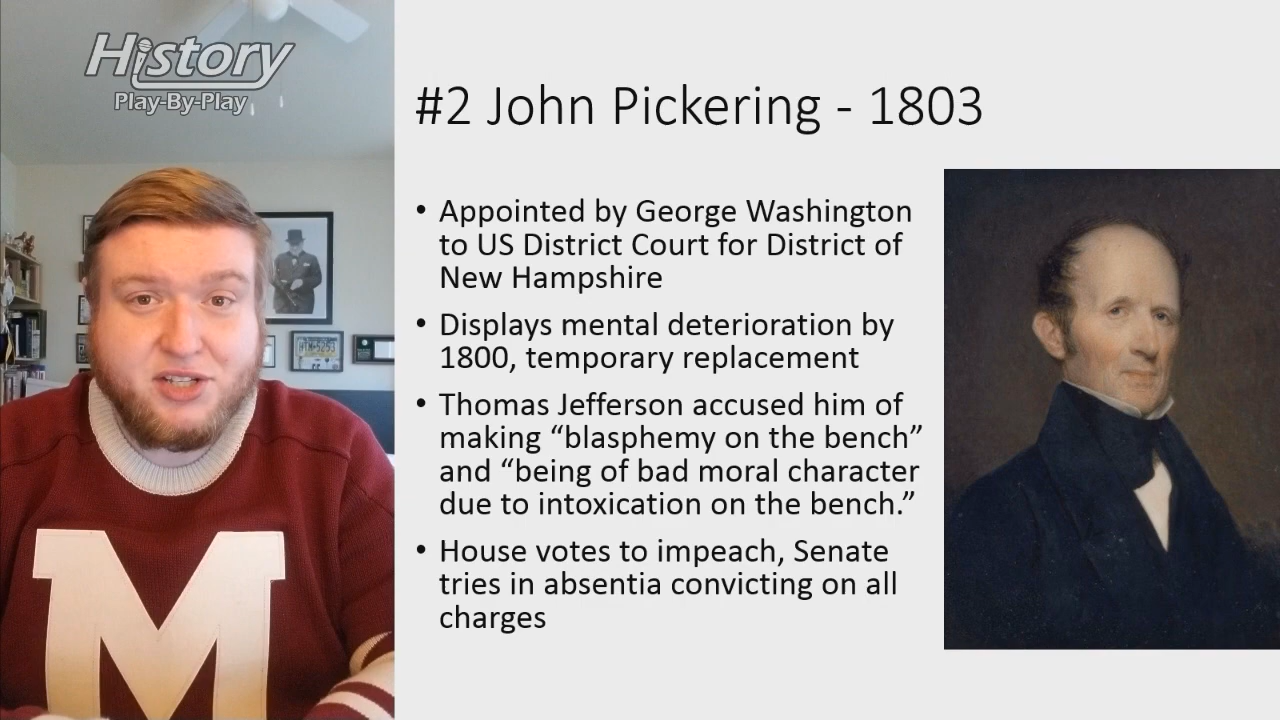 History
Play-By-Play
#2 John Pickering - 1803
• Appointed by George Washington
to US District Court for District of
New Hampshire
• Displays mental deterioration by
1800, temporary replacement
• Thomas Jefferson accused him of
making “blasphemy on the bench”
and “being of bad moral character
due to intoxication on the bench.”
• House votes to impeach, Senate
tries in absentia convicting on all
charges
M